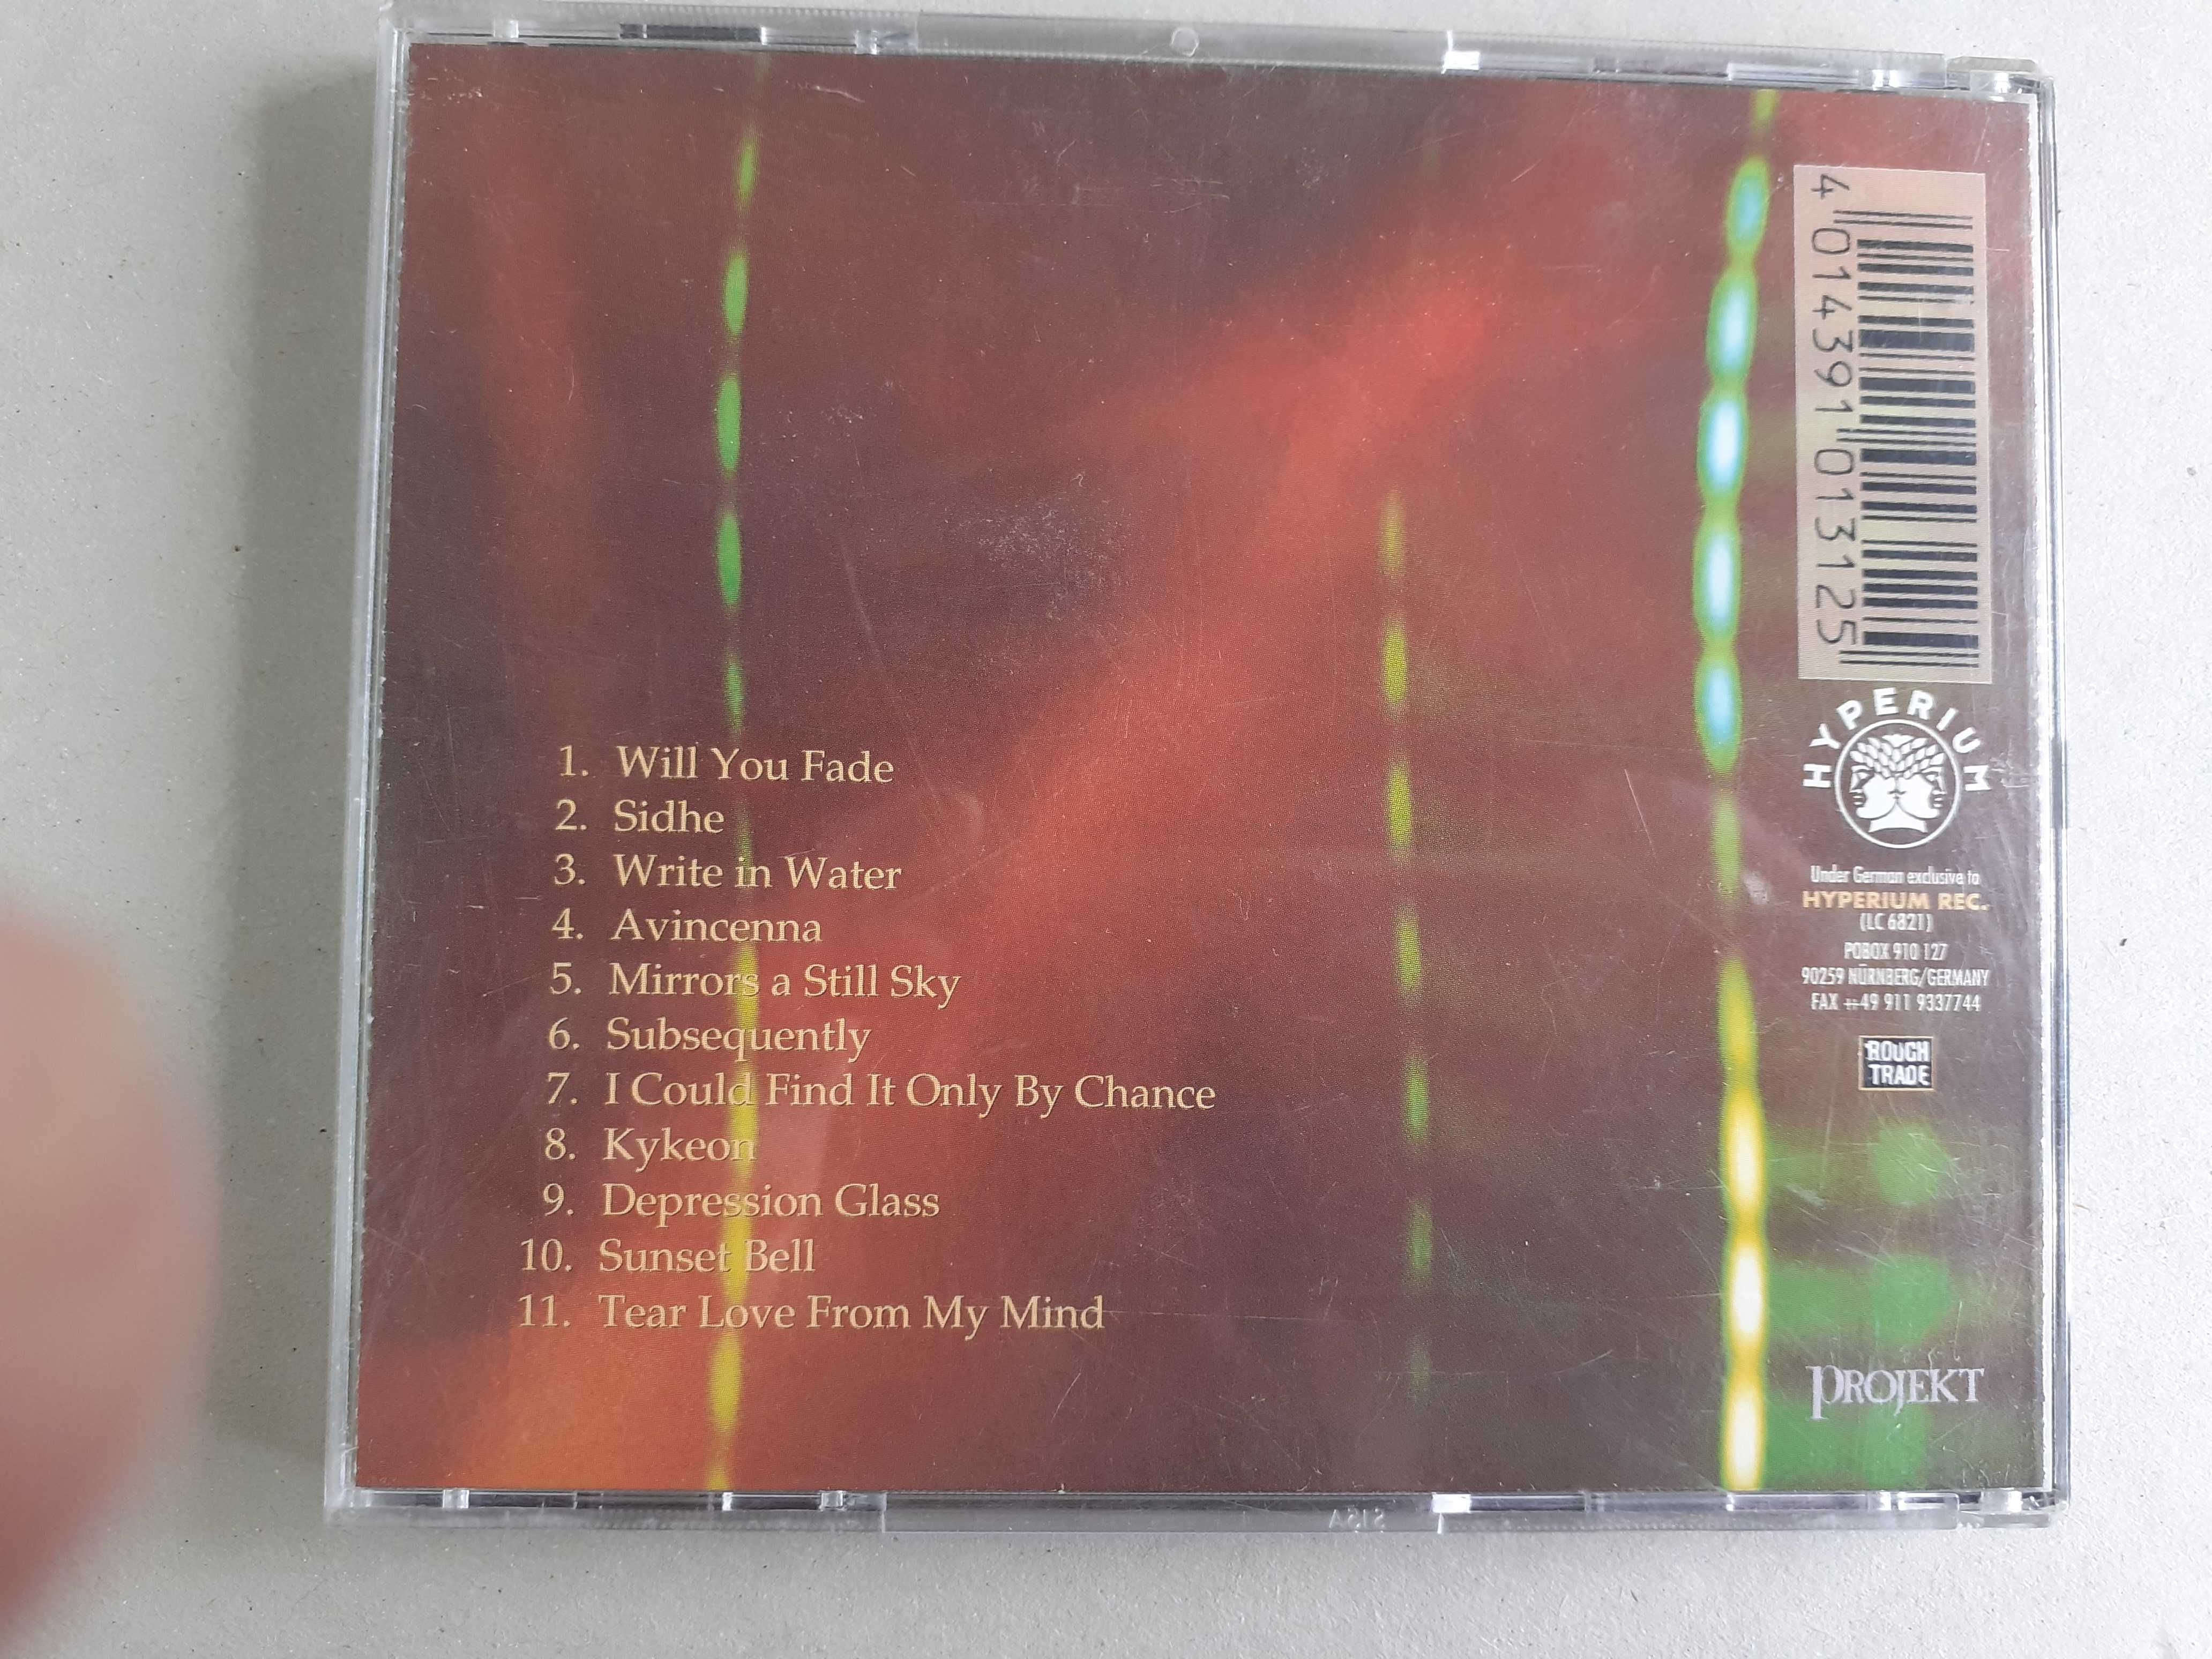 1. Will You Fade
2. Sidhe
3. Write in Water
4. Avincenna
5. Mirrors a Still Sky
6. Subsequently
7. I Could Find It Only By Chance
8. Kykeon
9. Depression Glass
10. Sunset Bell
11. Tear Love From My Mind
4 014391 013125
HYPERIUM
Under German exclusive to
HYPERIUM REC.
(LC 6821)
POBOX 910 127
90259 NÜRNBERG/GERMANY
FAX ++49 911 9337744
ROUGH
TRADE
PROJEKT